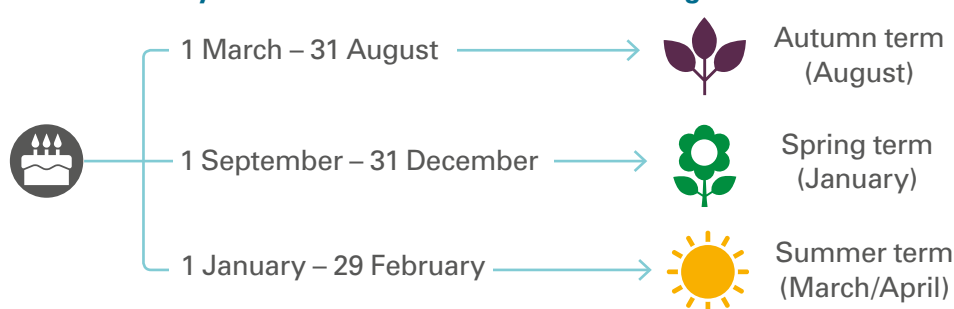 1 March – 31 August
Autumn term
(August)
1 September – 31 December
Spring term
(January)
1 January – 29 February
Summer term
(March/April)